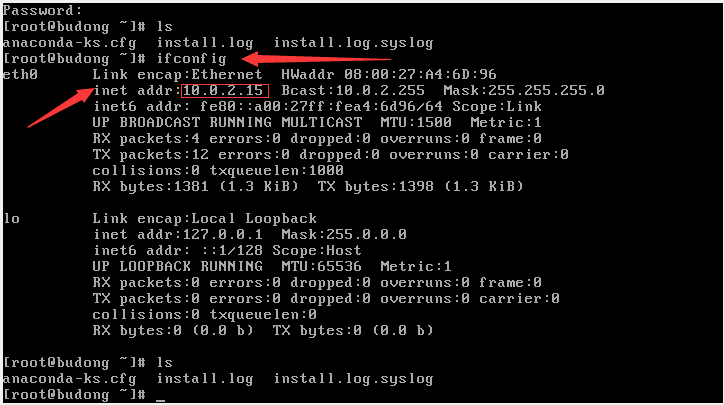 Password:
[root@budong ~]# ls
anaconda-ks.cfg  install.log  install.log.syslog
[root@budong ~]# ifconfig
eth0      Link encap:Ethernet  HWaddr 08:00:27:A4:6D:96
          inet addr:10.0.2.15  Bcast:10.0.2.255  Mask:255.255.255.0
          inet6 addr: fe80::a00:27ff:fea4:6d96/64 Scope:Link
          UP BROADCAST RUNNING MULTICAST  MTU:1500  Metric:1
          RX packets:4 errors:0 dropped:0 overruns:0 frame:0
          TX packets:12 errors:0 dropped:0 overruns:0 carrier:0
          collisions:0 txqueuelen:1000
          RX bytes:1381 (1.3 KiB)  TX bytes:1398 (1.3 KiB)
lo        Link encap:Local Loopback
          inet addr:127.0.0.1  Mask:255.0.0.0
          inet6 addr: ::1/128 Scope:Host
          UP LOOPBACK RUNNING  MTU:65536  Metric:1
          RX packets:0 errors:0 dropped:0 overruns:0 frame:0
          TX packets:0 errors:0 dropped:0 overruns:0 carrier:0
          collisions:0 txqueuelen:0
          RX bytes:0 (0.0 b)  TX bytes:0 (0.0 b)
[root@budong ~]# ls
anaconda-ks.cfg  install.log  install.log.syslog
[root@budong ~]# _